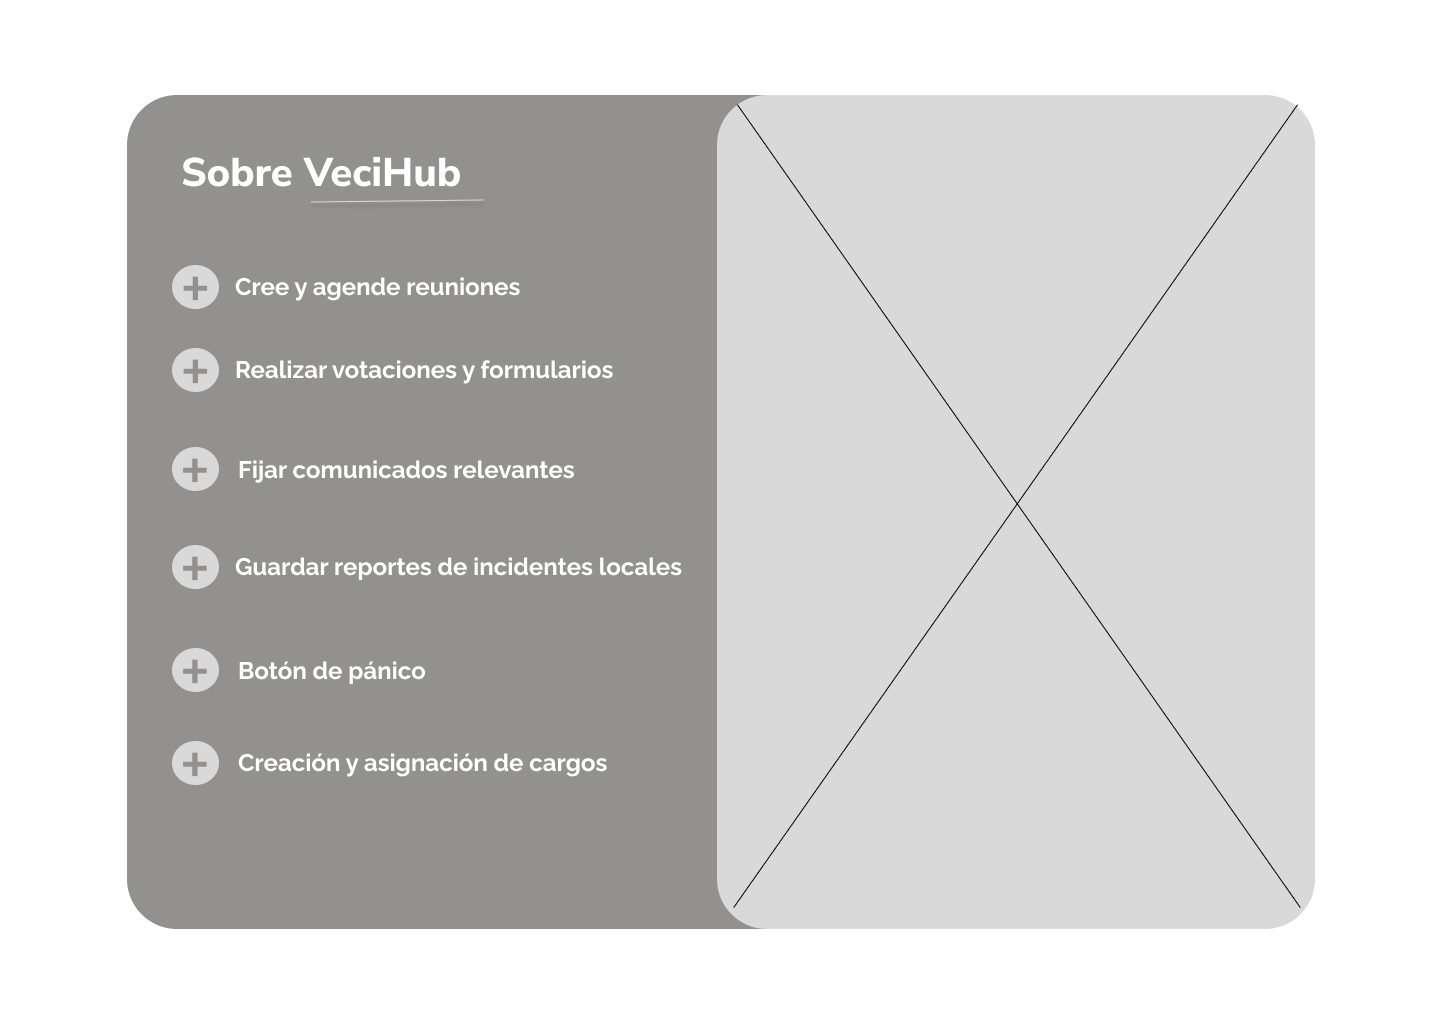 Sobre VeciHub
Cree y agende reuniones
Realizar votaciones y formularios
Fijar comunicados relevantes
Guardar reportes de incidentes locales
Botón de pánico
Creación y asignación de cargos